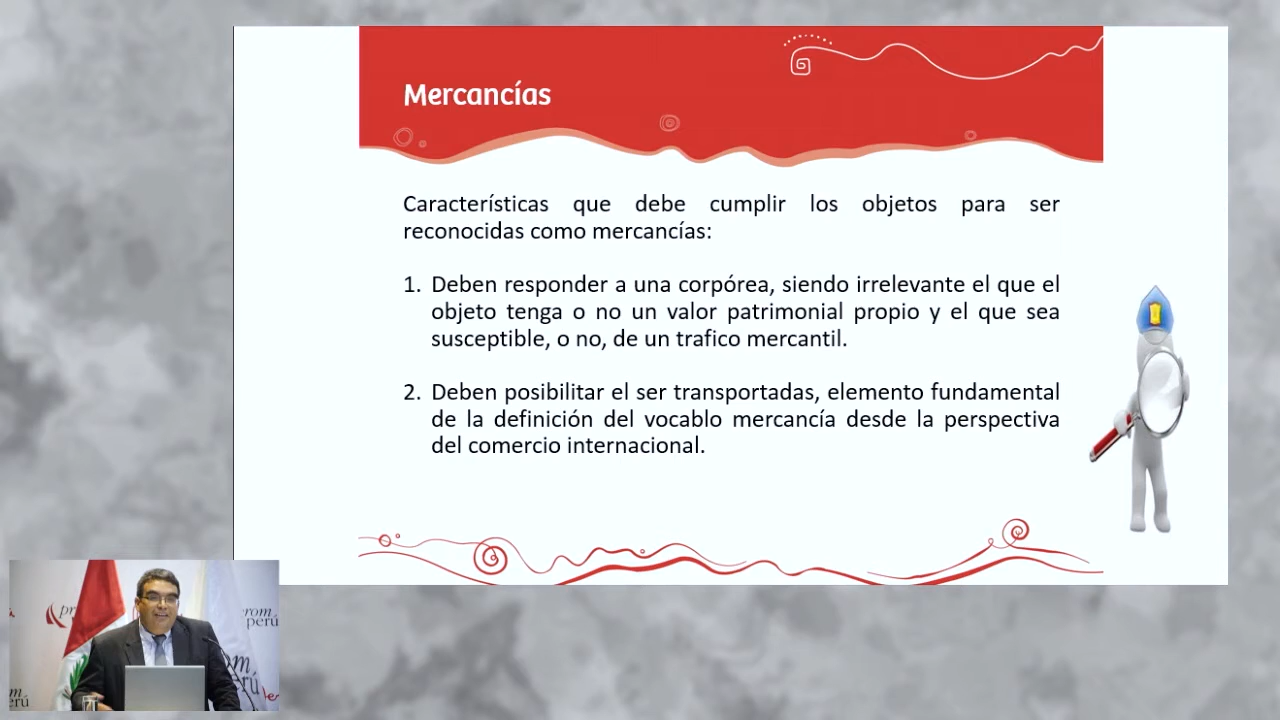 Mercancías
Características que debe cumplir los objetos para ser
reconocidas como mercancías:
1. Deben responder a una corpórea, siendo irrelevante el que el
objeto tenga o no un valor patrimonial propio y el que sea
susceptible, o no, de un trafico mercantil.
2. Deben posibilitar el ser transportadas, elemento fundamental
de la definición del vocablo mercancía desde la perspectiva
del comercio internacional.
rom
perú